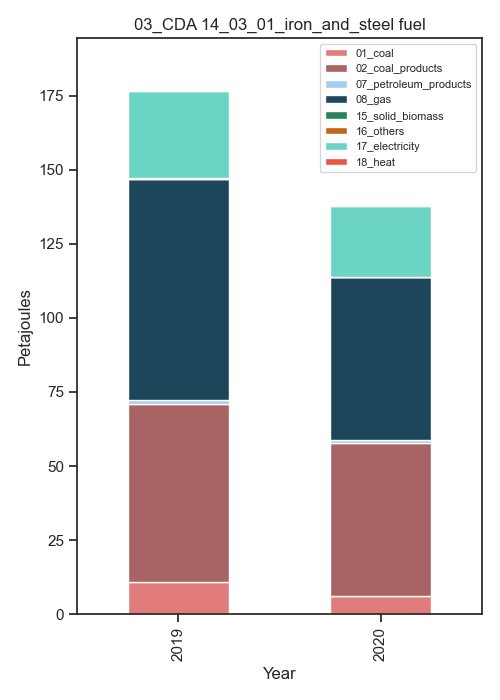 03_CDA 14_03_01_iron_and_steel fuel
01_coal
02_coal_products
07_petroleum_products
08_gas
15_solid_biomass
16_others
17_electricity
18_heat
Petajoules
175
150
125
100
75
50
25
0
2019
2020
Year